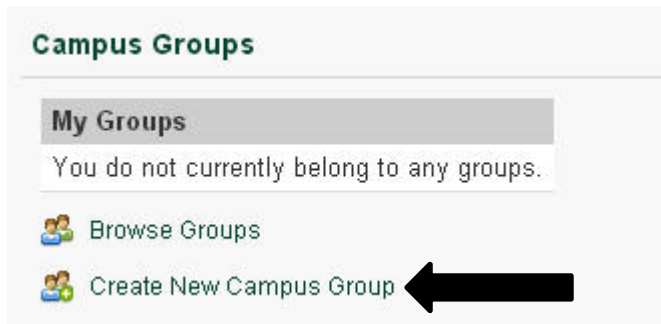 Campus Groups
My Groups
You do not currently belong to any groups.
Browse Groups
Create New Campus Group